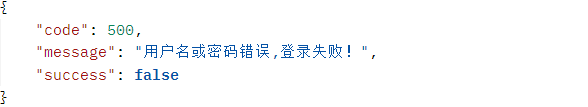 {
"code": 500,
"message": "用户名或密码错误,登录失败! ",
"success": false
}